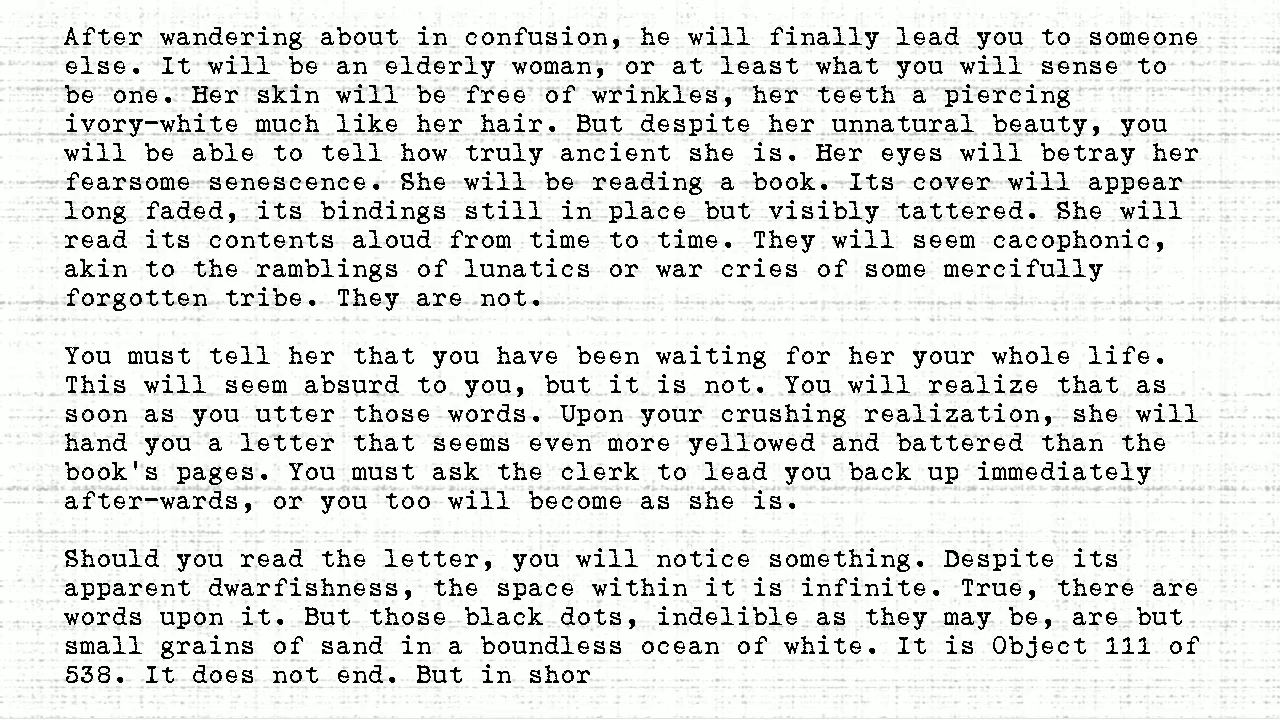 After wandering about in confusion, he will finally lead you to someone
else. It will be an elderly woman, or at least what you will sense to
be one. Her skin will be free of wrinkles, her teeth a piercing
ivory-white much like her hair. But despite her unnatural beauty, you
will be able to tell how truly ancient she is. Her eyes will betray her
fearsome senescence. She will be reading a book. Its cover will appear
long faded, its bindings still in place but visibly tattered. She will
read its contents aloud from time to time. They will seem cacophonic,
akin to the ramblings of lunatics or war cries of some mercifully
forgotten tribe. They are not.

You must tell her that you have been waiting for her your whole life.
This will seem absurd to you, but it is not. You will realize that as
soon as you utter those words. Upon your crushing realization, she will
hand you a letter that seems even more yellowed and battered than the
book's pages. You must ask the clerk to lead you back up immediately
after-wards, or you too will become as she is.

Should you read the letter, you will notice something. Despite its
apparent dwarfishness, the space within it is infinite. True, there are
words upon it. But those black dots, indelible as they may be, are but
small grains of sand in a boundless ocean of white. It is Object 111 of
538. It does not end. But in shor